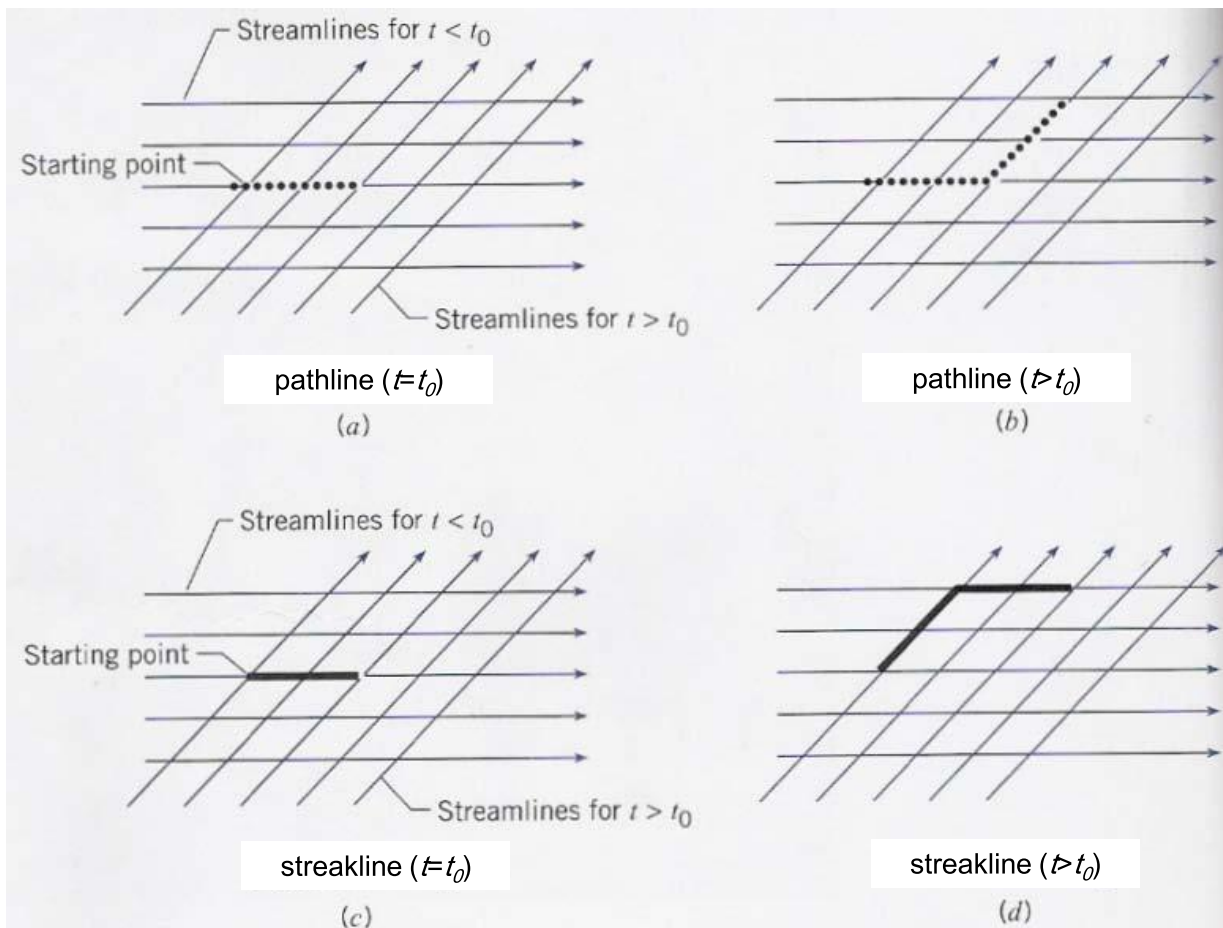 Streamlines for t < t₀
Starting point
Streamlines for t > t₀
pathline (t=t₀)
(a)
pathline (t>t₀)
(b)
Streamlines for t < t₀
Starting point
Streamlines for t > t₀
streakline (t=t₀)
(c)
streakline (t>t₀)
(d)